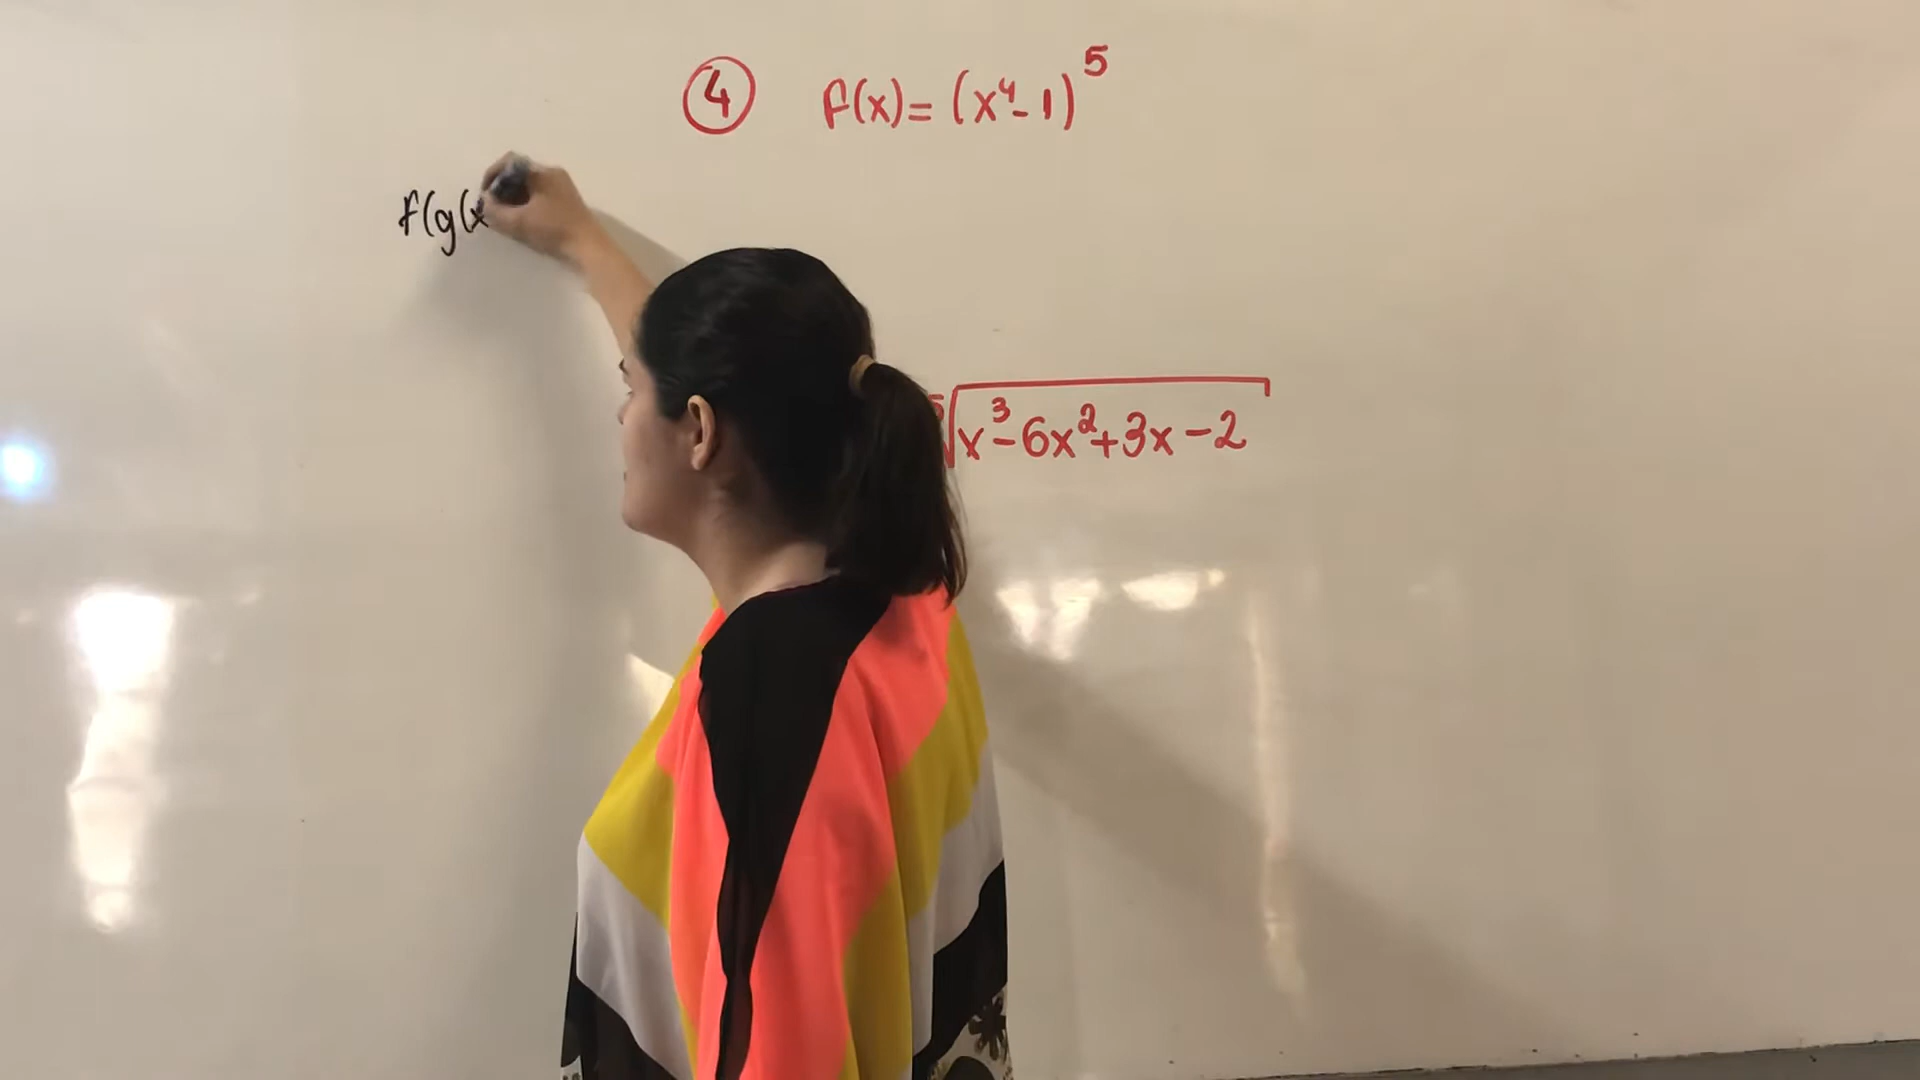 ④ f(x) = (x⁴-1)⁵
f(g(x
√x³-6x²+3x-2